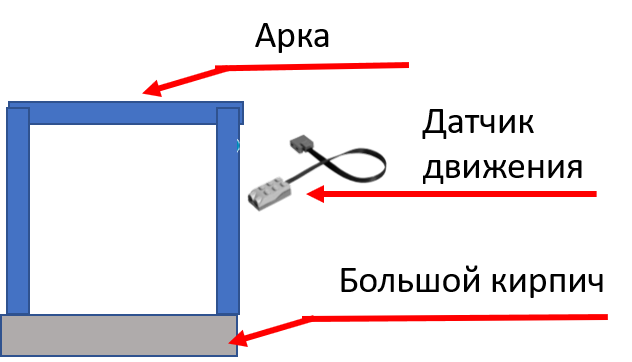 Арка
Датчик
движения
Большой кирпич